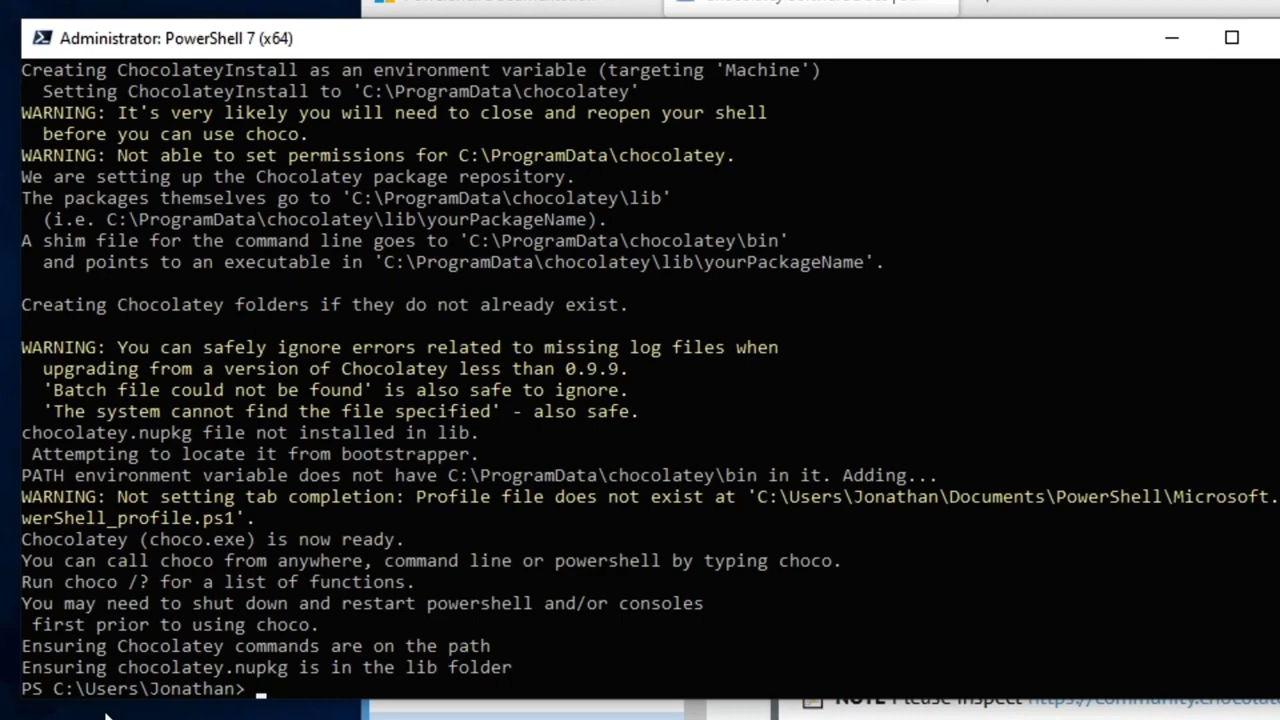 Administrator: PowerShell 7 (x64)
Creating ChocolateyInstall as an environment variable (targeting 'Machine')
  Setting ChocolateyInstall to 'C:\ProgramData\chocolatey'
WARNING: It's very likely you will need to close and reopen your shell
  before you can use choco.
WARNING: Not able to set permissions for C:\ProgramData\chocolatey.
We are setting up the Chocolatey package repository.
The packages themselves go to 'C:\ProgramData\chocolatey\lib'
  (i.e. C:\ProgramData\chocolatey\lib\yourPackageName).
A shim file for the command line goes to 'C:\ProgramData\chocolatey\bin'
  and points to an executable in 'C:\ProgramData\chocolatey\lib\yourPackageName'.
Creating Chocolatey folders if they do not already exist.
WARNING: You can safely ignore errors related to missing log files when
  upgrading from a version of Chocolatey less than 0.9.9.
  'Batch file could not be found' is also safe to ignore.
  'The system cannot find the file specified' - also safe.
chocolatey.nupkg file not installed in lib.
 Attempting to locate it from bootstrapper.
PATH environment variable does not have C:\ProgramData\chocolatey\bin in it. Adding...
WARNING: Not setting tab completion: Profile file does not exist at 'C:\Users\Jonathan\Documents\PowerShell\Microsoft.
werShell_profile.ps1'.
Chocolatey (choco.exe) is now ready.
You can call choco from anywhere, command line or powershell by typing choco.
Run choco /? for a list of functions.
You may need to shut down and restart powershell and/or consoles
 first prior to using choco.
Ensuring Chocolatey commands are on the path
Ensuring chocolatey.nupkg is in the lib folder
PS C:\Users\Jonathan>
NOTE Please inspect https://community.chocolat